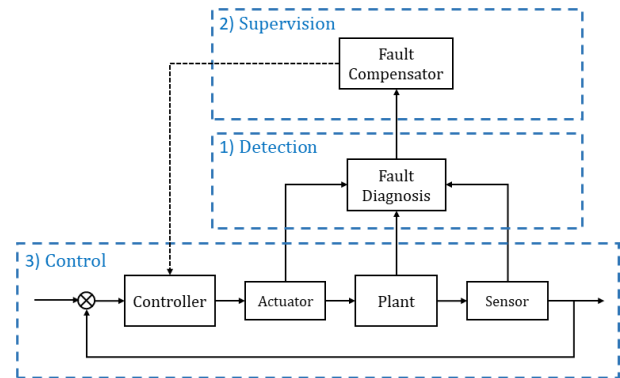 2) Supervision
Fault
Compensator
1) Detection
Fault
Diagnosis
3) Control
Controller
Actuator
Plant
Sensor